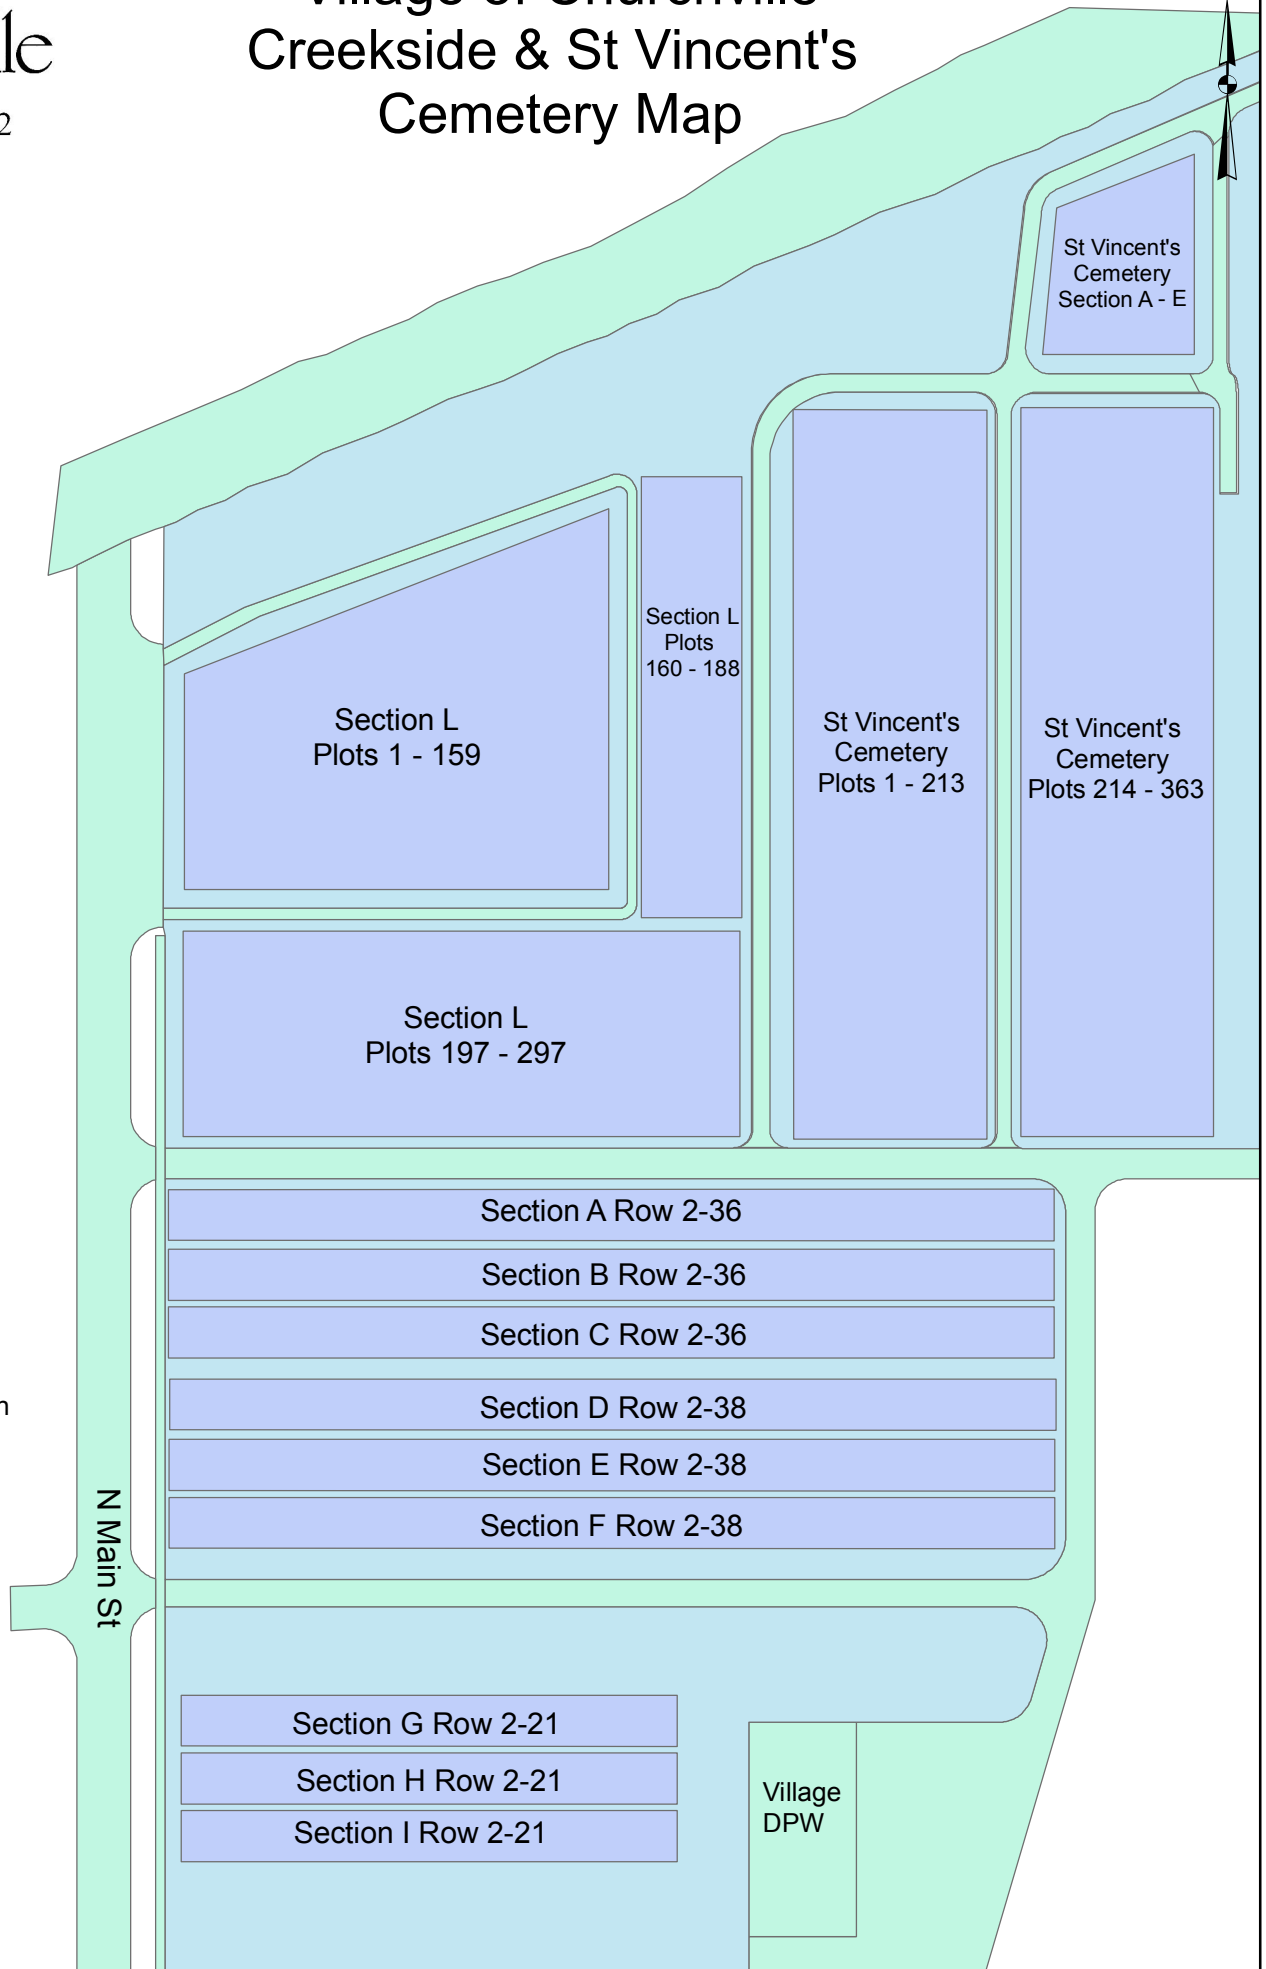 Village of Churchville
Creekside & St Vincent's
Cemetery Map
St Vincent's
Cemetery
Section A - E
Section L
Plots
160 - 188
Section L
Plots 1 - 159
St Vincent's
Cemetery
Plots 1 - 213
St Vincent's
Cemetery
Plots 214 - 363
Section L
Plots 197 - 297
Section A Row 2-36
Section B Row 2-36
Section C Row 2-36
Section D Row 2-38
Section E Row 2-38
Section F Row 2-38
N Main St
Section G Row 2-21
Section H Row 2-21
Section I Row 2-21
Village
DPW